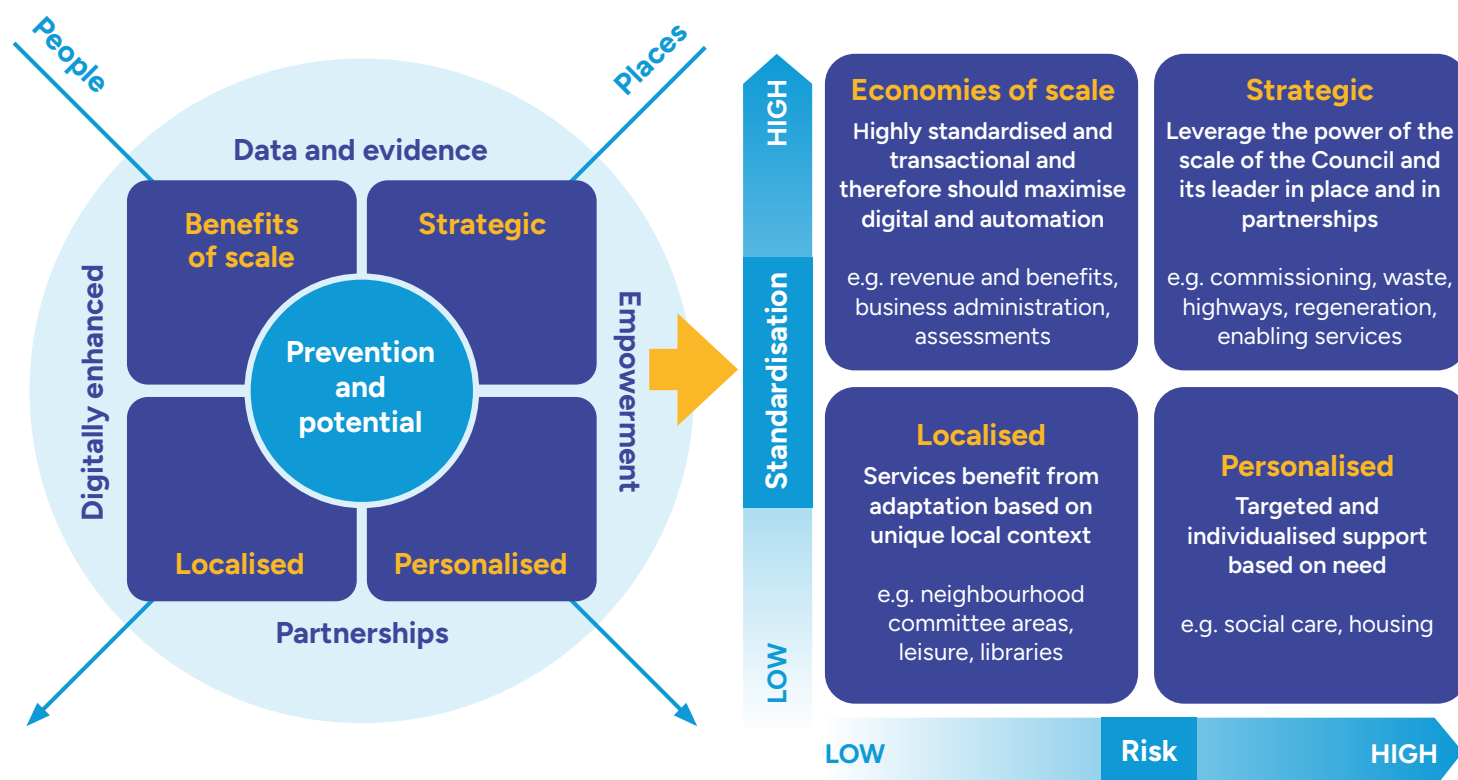 People
Places
Data and evidence
Benefits
of scale
Strategic
Digitally enhanced
Prevention
and
potential
Empowerment
Localised
Personalised
Partnerships
HIGH
Standardisation
LOW
Economies of scale
Highly standardised and
transactional and
therefore should maximise
digital and automation
e.g. revenue and benefits,
business administration,
assessments
Strategic
Leverage the power of the
scale of the Council and
its leader in place and in
partnerships
e.g. commissioning, waste,
highways, regeneration,
enabling services
Localised
Services benefit from
adaptation based on
unique local context
e.g. neighbourhood
committee areas,
leisure, libraries
Personalised
Targeted and
individualised support
based on need
e.g. social care, housing
LOW
Risk
HIGH